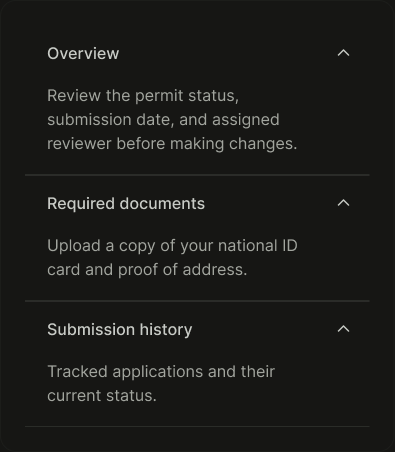 Overview
Review the permit status,
submission date, and assigned
reviewer before making changes.
Required documents
Upload a copy of your national ID
card and proof of address.
Submission history
Tracked applications and their
current status.